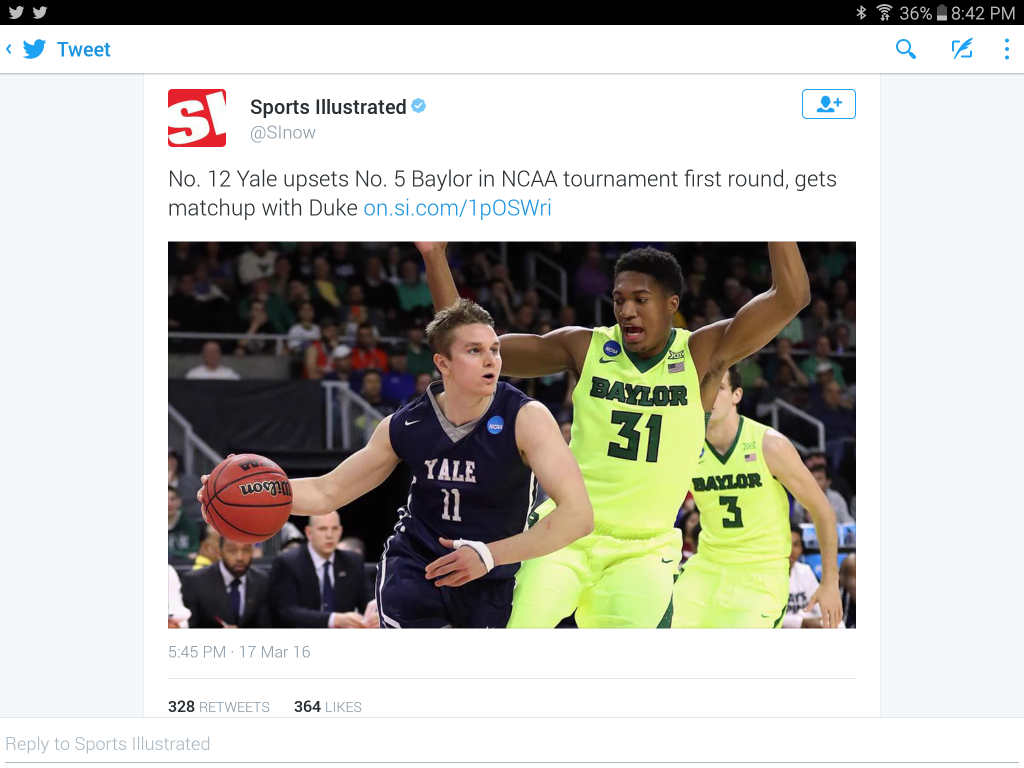 36% 8:42 PM
Tweet
SI
Sports Illustrated
@SInow
No. 12 Yale upsets No. 5 Baylor in NCAA tournament first round, gets
matchup with Duke on.si.com/1pOSWri
NCAA
BAYLOR
31
NCAA
YALE
11
BAYLOR
3
Wilson
5:45 PM · 17 Mar 16
328 RETWEETS 364 LIKES
Reply to Sports Illustrated